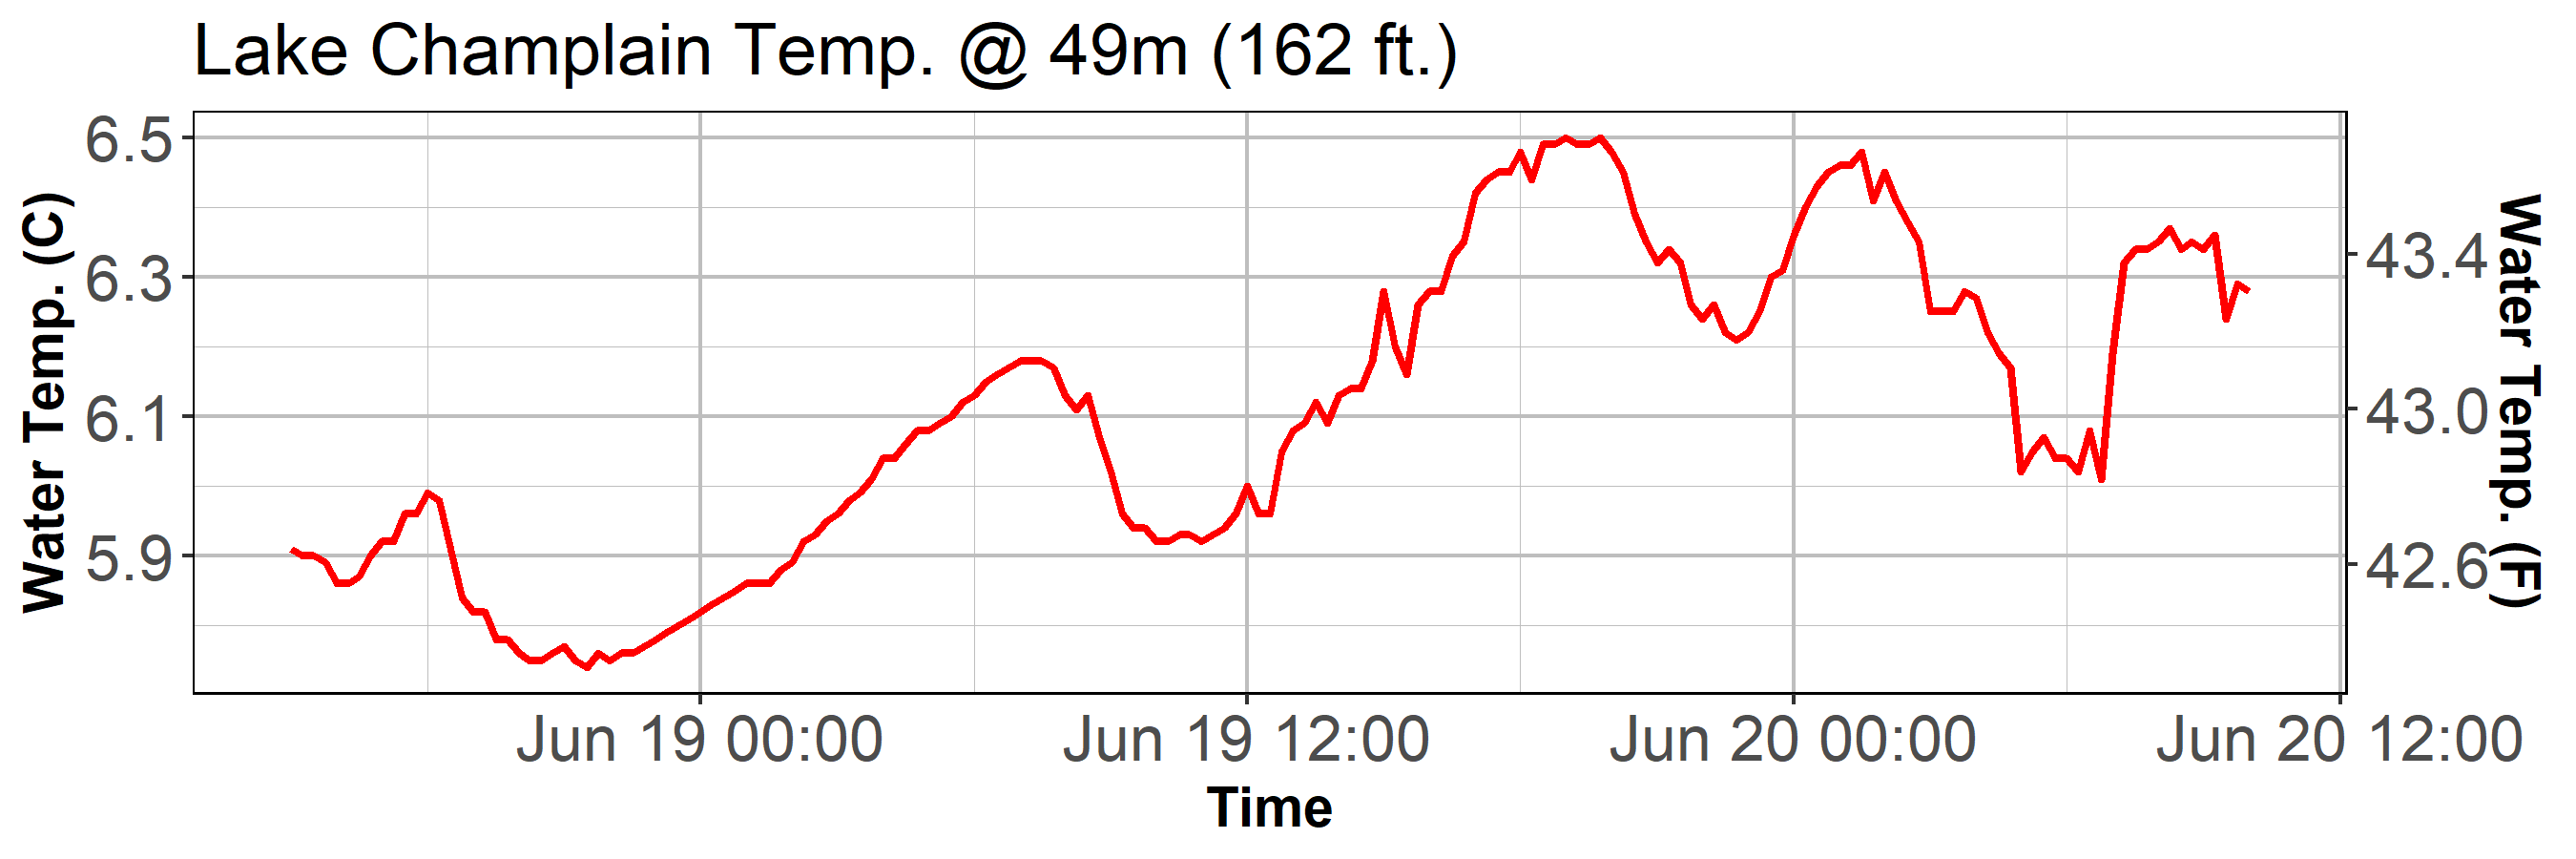 Lake Champlain Temp. @ 49m (162 ft.)
Water Temp. (C)
6.5
6.3
6.1
5.9
43.4
43.0
42.6
Water Temp. (F)
Jun 19 00:00
Jun 19 12:00
Jun 20 00:00
Jun 20 12:00
Time